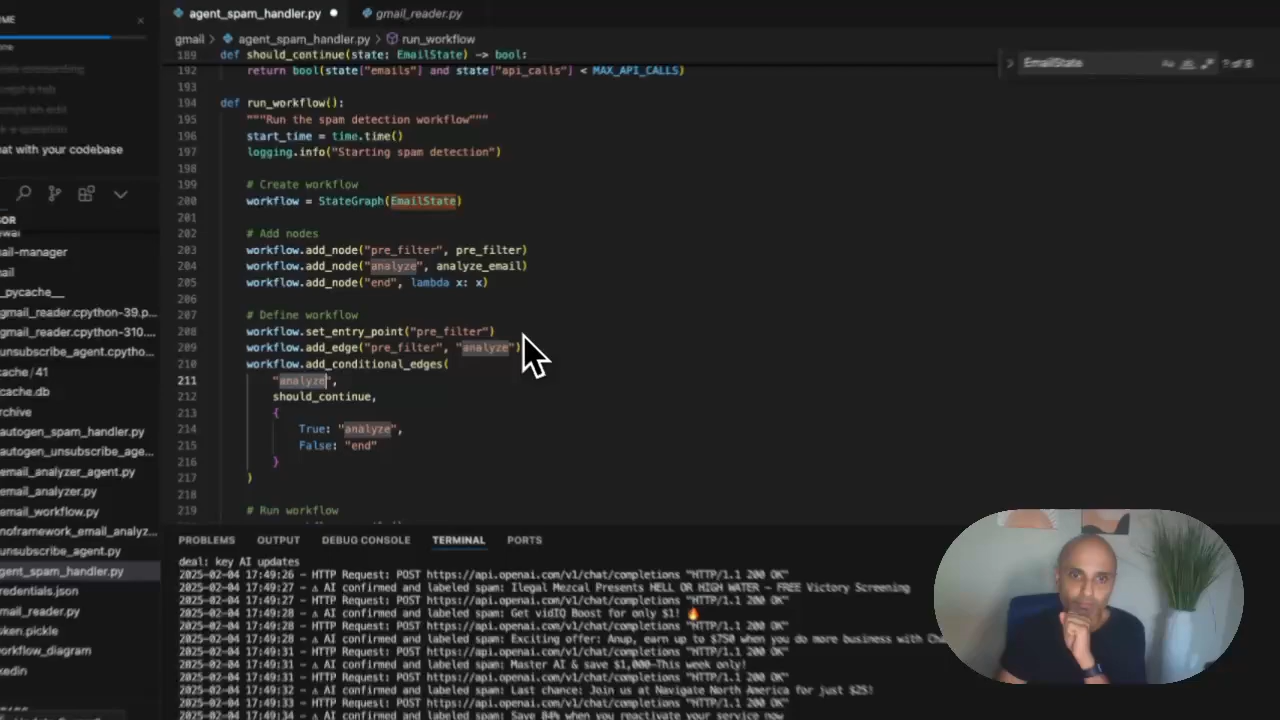 OME
agent_spam_handler.py
gmail_reader.py
gmail > agent_spam_handler.py > run_workflow
189 def should_continue(state: EmailState) -> bool:
192 return bool(state["emails"] and state["api_calls"] < MAX_API_CALLS)
193
194 def run_workflow():
195 """Run the spam detection workflow"""
196 start_time = time.time()
197 logging.info("Starting spam detection")
198
199 # Create workflow
200 workflow = StateGraph(EmailState)
201
202 # Add nodes
203 workflow.add_node("pre_filter", pre_filter)
204 workflow.add_node("analyze", analyze_email)
205 workflow.add_node("end", lambda x: x)
206
207 # Define workflow
208 workflow.set_entry_point("pre_filter")
209 workflow.add_edge("pre_filter", "analyze")
210 workflow.add_conditional_edges(
211 "analyze",
212 should_continue,
213 {
214 True: "analyze",
215 False: "end"
216 }
217 )
218
219 # Run workflow
EmailState
? of 8
hat with your codebase
SOR
ail-manager
ail
__pycache__
gmail_reader.cpython-39.p...
gmail_reader.cpython-310....
unsubscribe_agent.cpytho...
cache/41
cache.db
rchive
autogen_spam_handler.py
autogen_unsubscribe_age...
email_analyzer_agent.py
email_analyzer.py
email_workflow.py
noframework_email_analyz...
unsubscribe_agent.py
gent_spam_handler.py
redentials.json
mail_reader.py
oken.pickle
workflow_diagram
kedin
PROBLEMS OUTPUT DEBUG CONSOLE TERMINAL PORTS
deal: key AI updates
2025-02-04 17:49:26 - HTTP Request: POST https://api.openai.com/v1/chat/completions "HTTP/1.1 200 OK"
2025-02-04 17:49:27 - ⚠ AI confirmed and labeled spam: Ilegal Mezcal Presents HELL OR HIGH WATER – FREE Victory Screening
2025-02-04 17:49:27 - HTTP Request: POST https://api.openai.com/v1/chat/completions "HTTP/1.1 200 OK"
2025-02-04 17:49:28 - ⚠ AI confirmed and labeled spam: Get vidIQ Boost for only $1! 🔥
2025-02-04 17:49:28 - HTTP Request: POST https://api.openai.com/v1/chat/completions "HTTP/1.1 200 OK"
2025-02-04 17:49:28 - ⚠ AI confirmed and labeled spam: Exciting offer: Anup, earn up to $750 when you do more business with Cha
2025-02-04 17:49:31 - HTTP Request: POST https://api.openai.com/v1/chat/completions "HTTP/1.1 200 OK"
2025-02-04 17:49:31 - ⚠ AI confirmed and labeled spam: Master AI & save $1,000—This week only!
2025-02-04 17:49:31 - HTTP Request: POST https://api.openai.com/v1/chat/completions "HTTP/1.1 200 OK"
2025-02-04 17:49:32 - ⚠ AI confirmed and labeled spam: Last chance: Join us at Navigate North America for just $25!
2025-02-04 17:49:33 - HTTP Request: POST https://api.openai.com/v1/chat/completions "HTTP/1.1 200 OK"
2025-02-04 17:49:34 - ⚠ AI confirmed and labeled spam: Save 84% when you reactivate your service now